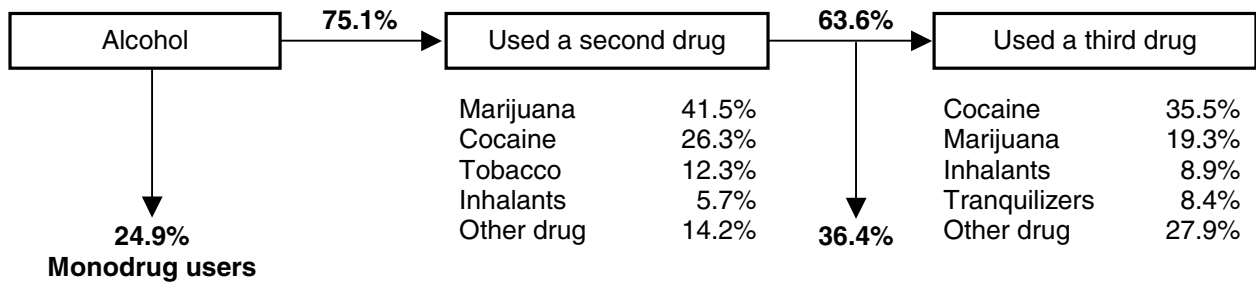 75.1% 63.6%
Alcohol Used a second drug Used a third drug
Marijuana 41.5% Cocaine 35.5%
Cocaine 26.3% Marijuana 19.3%
Tobacco 12.3% Inhalants 8.9%
Inhalants 5.7% Tranquilizers 8.4%
24.9% Other drug 14.2% 36.4% Other drug 27.9%
Monodrug users